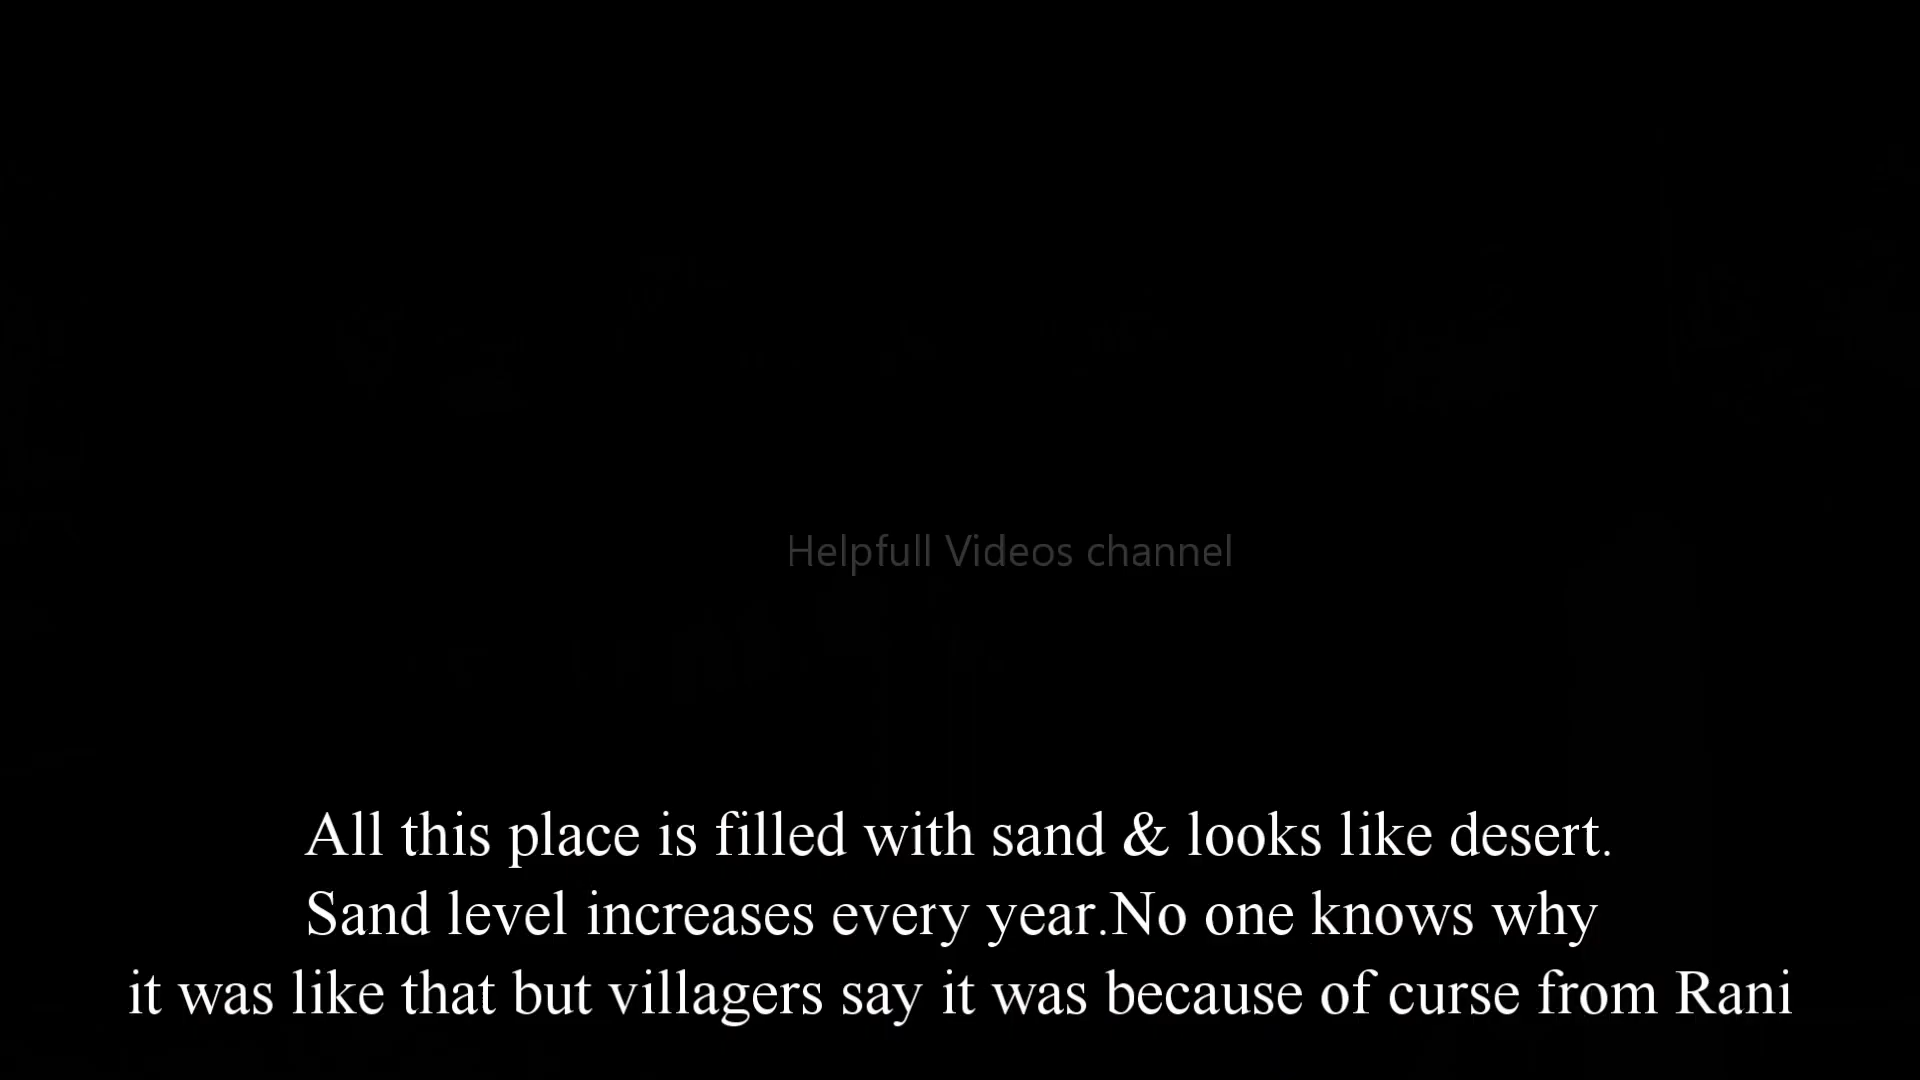 Helpfull Videos channel
All this place is filled with sand & looks like desert.
Sand level increases every year.No one knows why
it was like that but villagers say it was because of curse from Rani